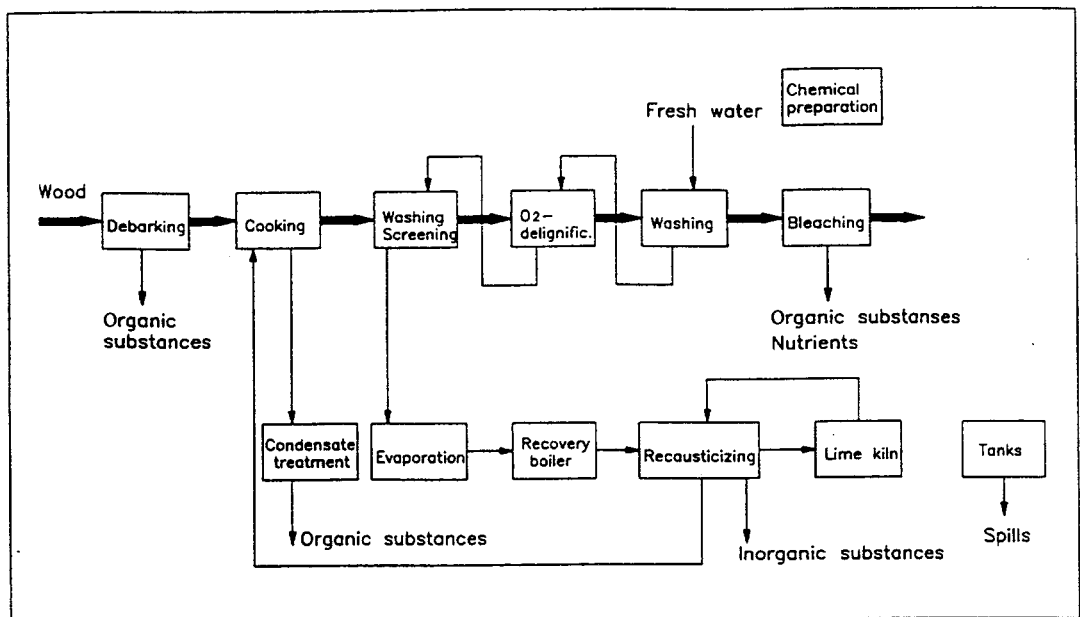 Chemical
preparation
Fresh water
Wood
Debarking
Cooking
Washing
Screening
O2-
delignific.
Washing
Bleaching
Organic
substances
Organic substanses
Nutrients
Condensate
treatment
Evaporation
Recovery
boiler
Recausticizing
Lime kiln
Tanks
Organic substances
Inorganic substances
Spills